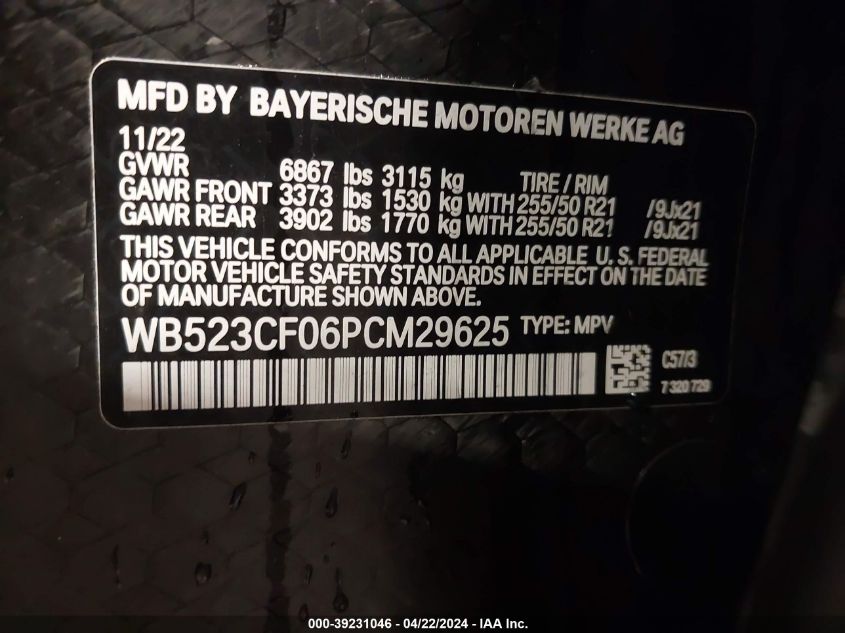 MFD BY BAYERISCHE MOTOREN WERKE AG
11/22
GVWR 6867 lbs 3115 kg TIRE / RIM
GAWR FRONT 3373 lbs 1530 kg WITH 255/50 R21 /9Jx21
GAWR REAR 3902 lbs 1770 kg WITH 255/50 R21 /9Jx21
THIS VEHICLE CONFORMS TO ALL APPLICABLE U. S. FEDERAL
MOTOR VEHICLE SAFETY STANDARDS IN EFFECT ON THE DATE
OF MANUFACTURE SHOWN ABOVE.
WB523CF06PCM29625 TYPE: MPV
C57/3
7 320 729
000-39231046 - 04/22/2024 - IAA Inc.